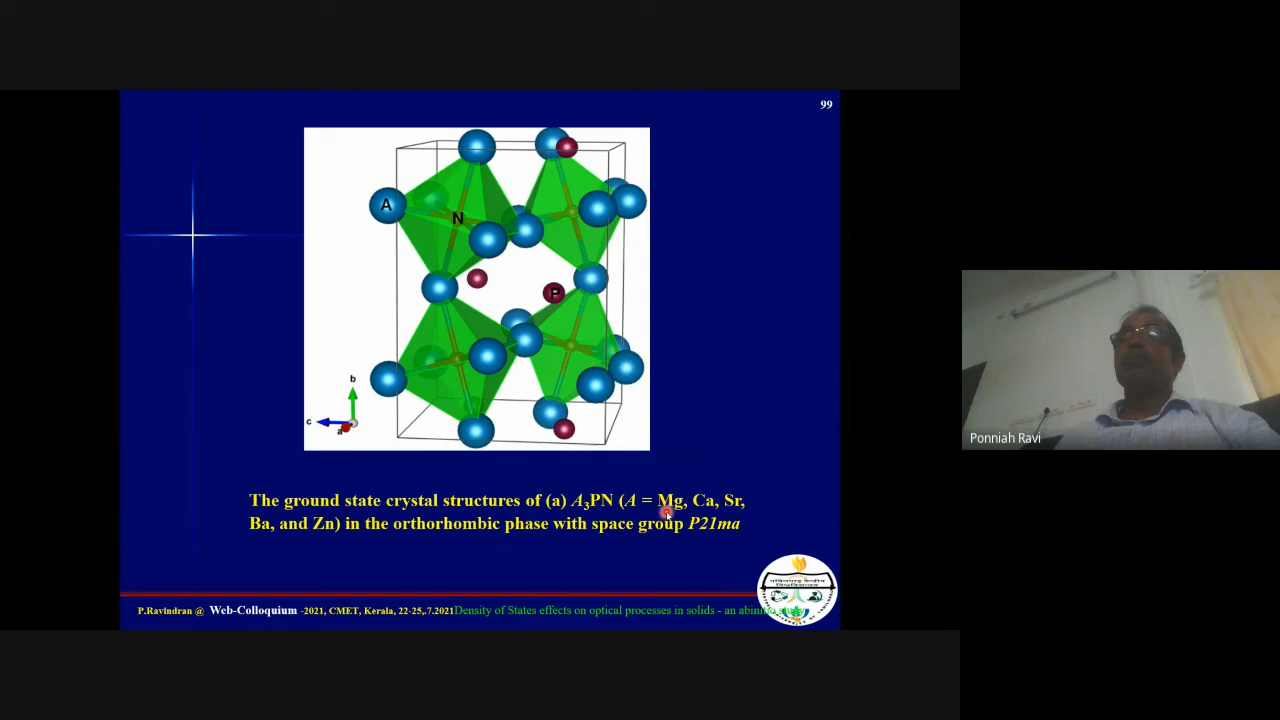 99
A
N
P
b
c
a
The ground state crystal structures of (a) A₃PN (A = Mg, Ca, Sr,
Ba, and Zn) in the orthorhombic phase with space group P21ma
P.Ravindran @ Web-Colloquium -2021, CMET, Kerala, 22-25,.7.2021Density of States effects on optical processes in solids - an abinitio study
Ponniah Ravi